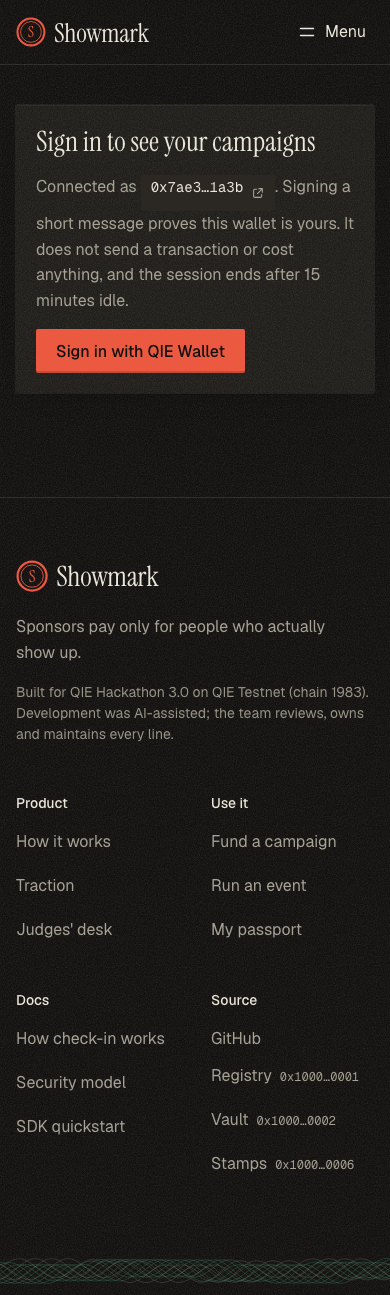 S Showmark
Menu
Sign in to see your campaigns
Connected as 0x7ae3…1a3b . Signing a
short message proves this wallet is yours. It
does not send a transaction or cost
anything, and the session ends after 15
minutes idle.
Sign in with QIE Wallet
S Showmark
Sponsors pay only for people who actually
show up.
Built for QIE Hackathon 3.0 on QIE Testnet (chain 1983).
Development was AI-assisted; the team reviews, owns
and maintains every line.
Product
How it works
Traction
Judges' desk
Use it
Fund a campaign
Run an event
My passport
Docs
How check-in works
Security model
SDK quickstart
Source
GitHub
Registry 0x1000…0001
Vault 0x1000…0002
Stamps 0x1000…0006